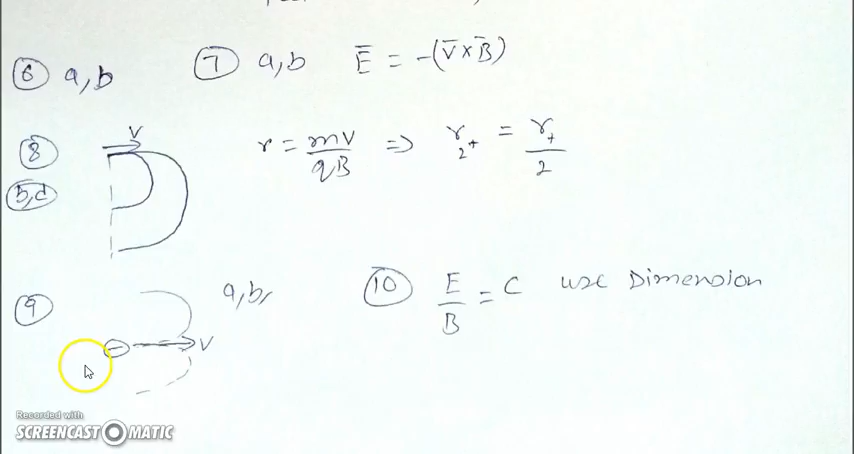 ⑥ a, b
⑦ a, b E̅ = -(V̅ × B̅)
⑧ V r = mV/qB => r₂₊ = r₊/2
b, d
⑨ V a, b,
⑩ E/B = C use Dimension
Recorded with
SCREENCAST O MATIC